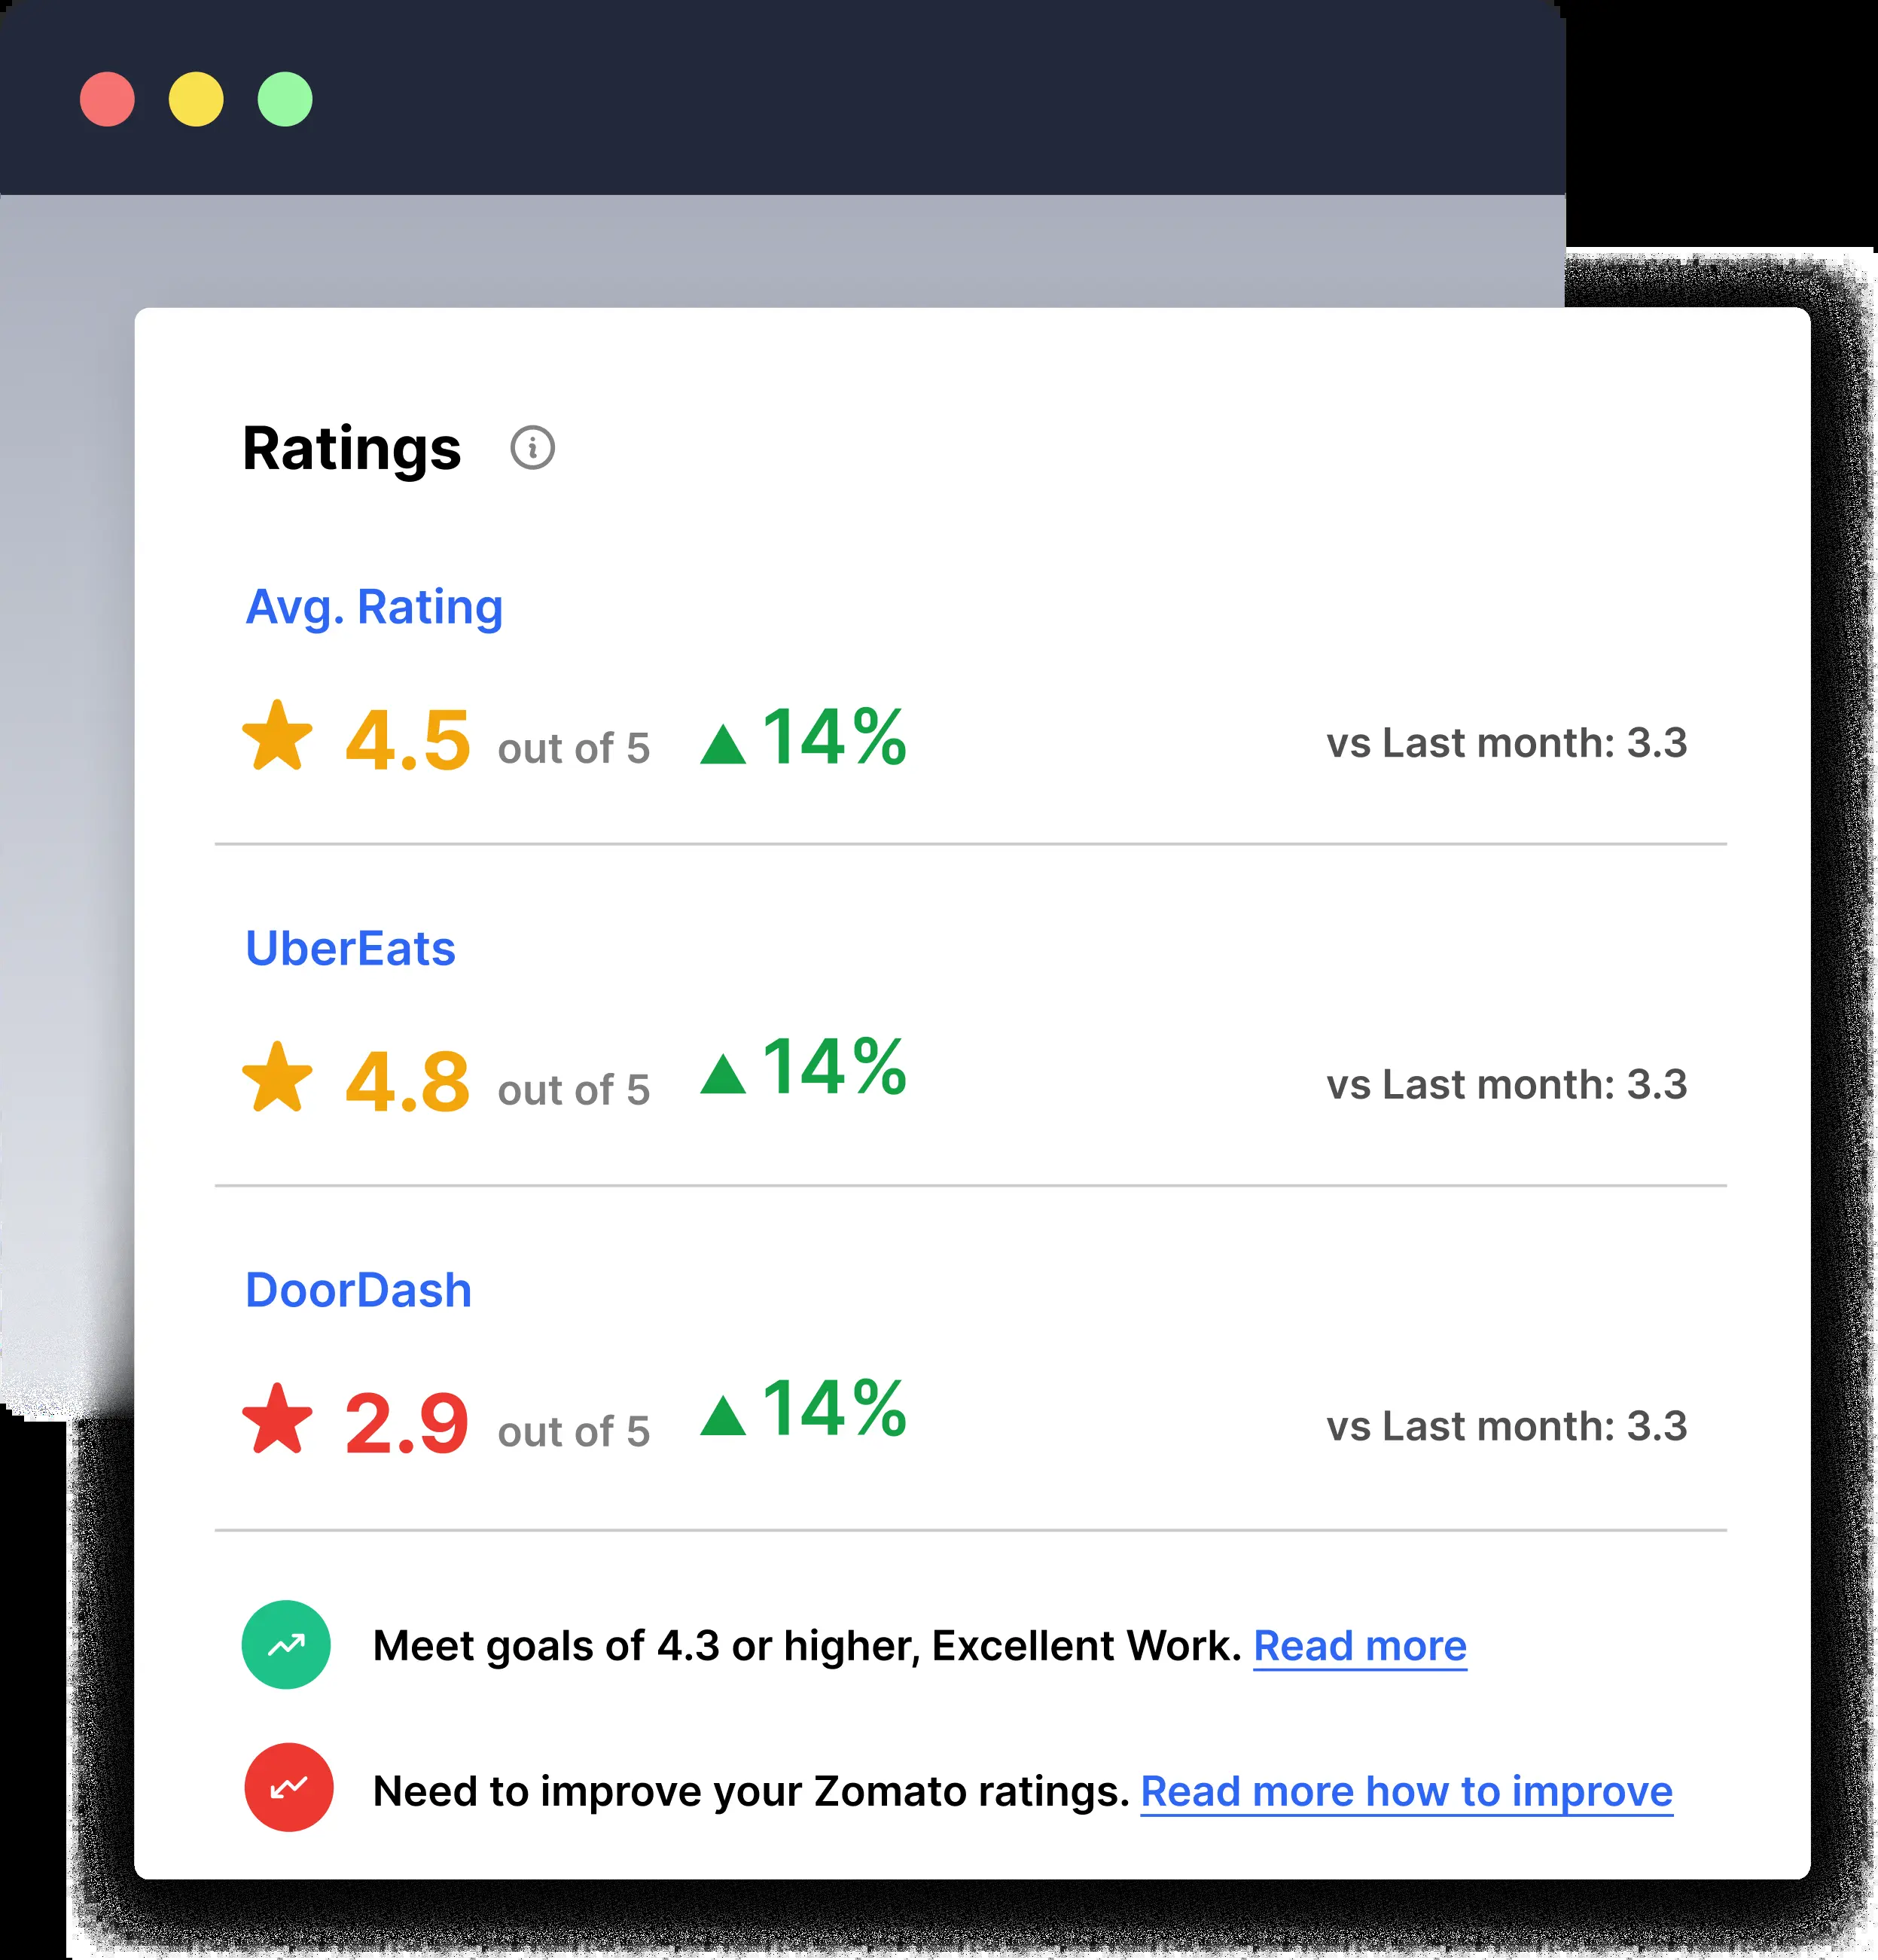 Ratings
Avg. Rating
4.5 out of 5 ▲14% vs Last month: 3.3
UberEats
4.8 out of 5 ▲14% vs Last month: 3.3
DoorDash
2.9 out of 5 ▲14% vs Last month: 3.3
Meet goals of 4.3 or higher, Excellent Work. Read more
Need to improve your Zomato ratings. Read more how to improve